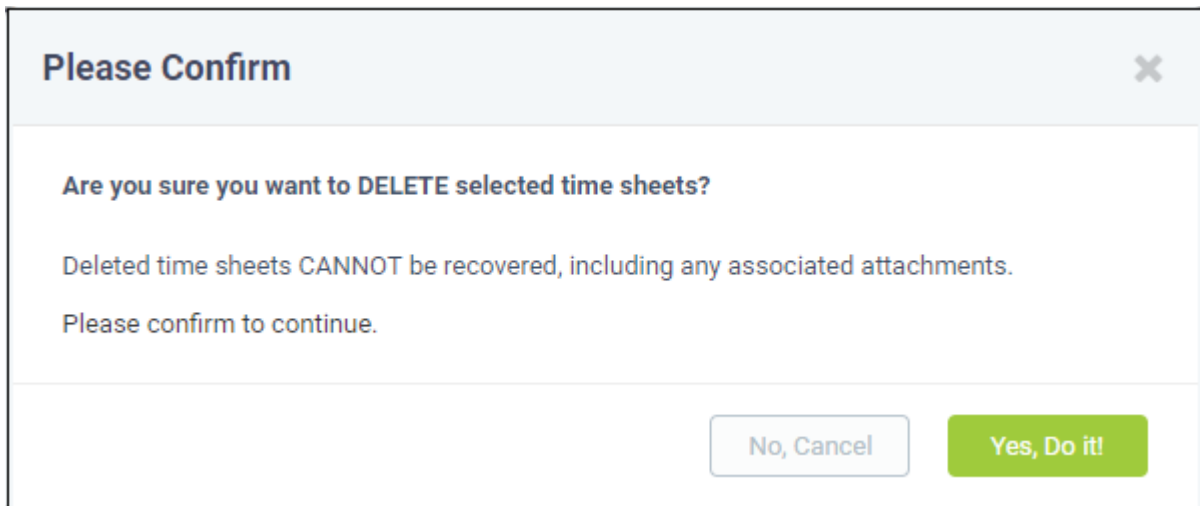 Please Confirm
Are you sure you want to DELETE selected time sheets?
Deleted time sheets CANNOT be recovered, including any associated attachments.
Please confirm to continue.
No, Cancel
Yes, Do it!